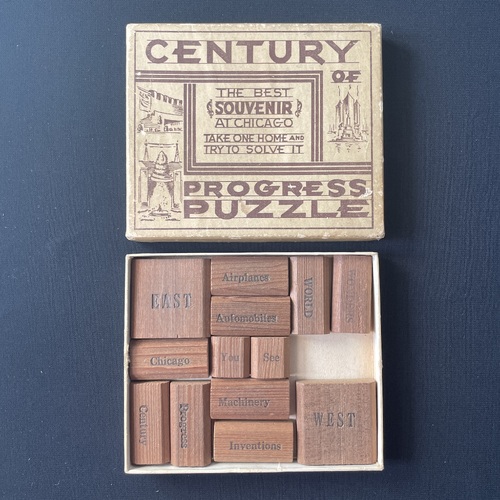 CENTURY
OF
THE BEST
SOUVENIR
AT CHICAGO
TAKE ONE HOME AND
TRY TO SOLVE IT
PROGRESS
PUZZLE
EAST
Airplanes
WORLD
Automobiles
Chicago
You
See
Century
Progress
Machinery
WEST
Inventions